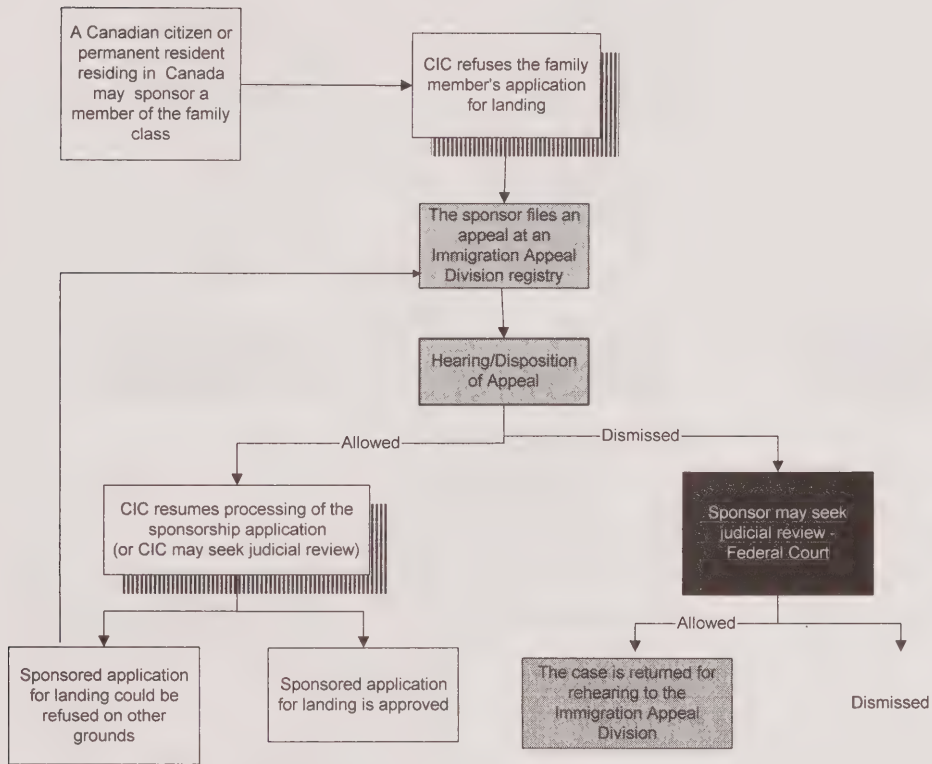 A Canadian citizen or
permanent resident
residing in Canada
may sponsor a
member of the family
class
CIC refuses the family
member's application
for landing
The sponsor files an
appeal at an
Immigration Appeal
Division registry
Hearing/Disposition
of Appeal
Allowed
Dismissed
CIC resumes processing of the
sponsorship application
(or CIC may seek judicial review)
Sponsor may seek
judicial review -
Federal Court
Allowed
Sponsored application
for landing could be
refused on other
grounds
Sponsored application
for landing is approved
The case is returned for
rehearing to the
Immigration Appeal
Division
Dismissed